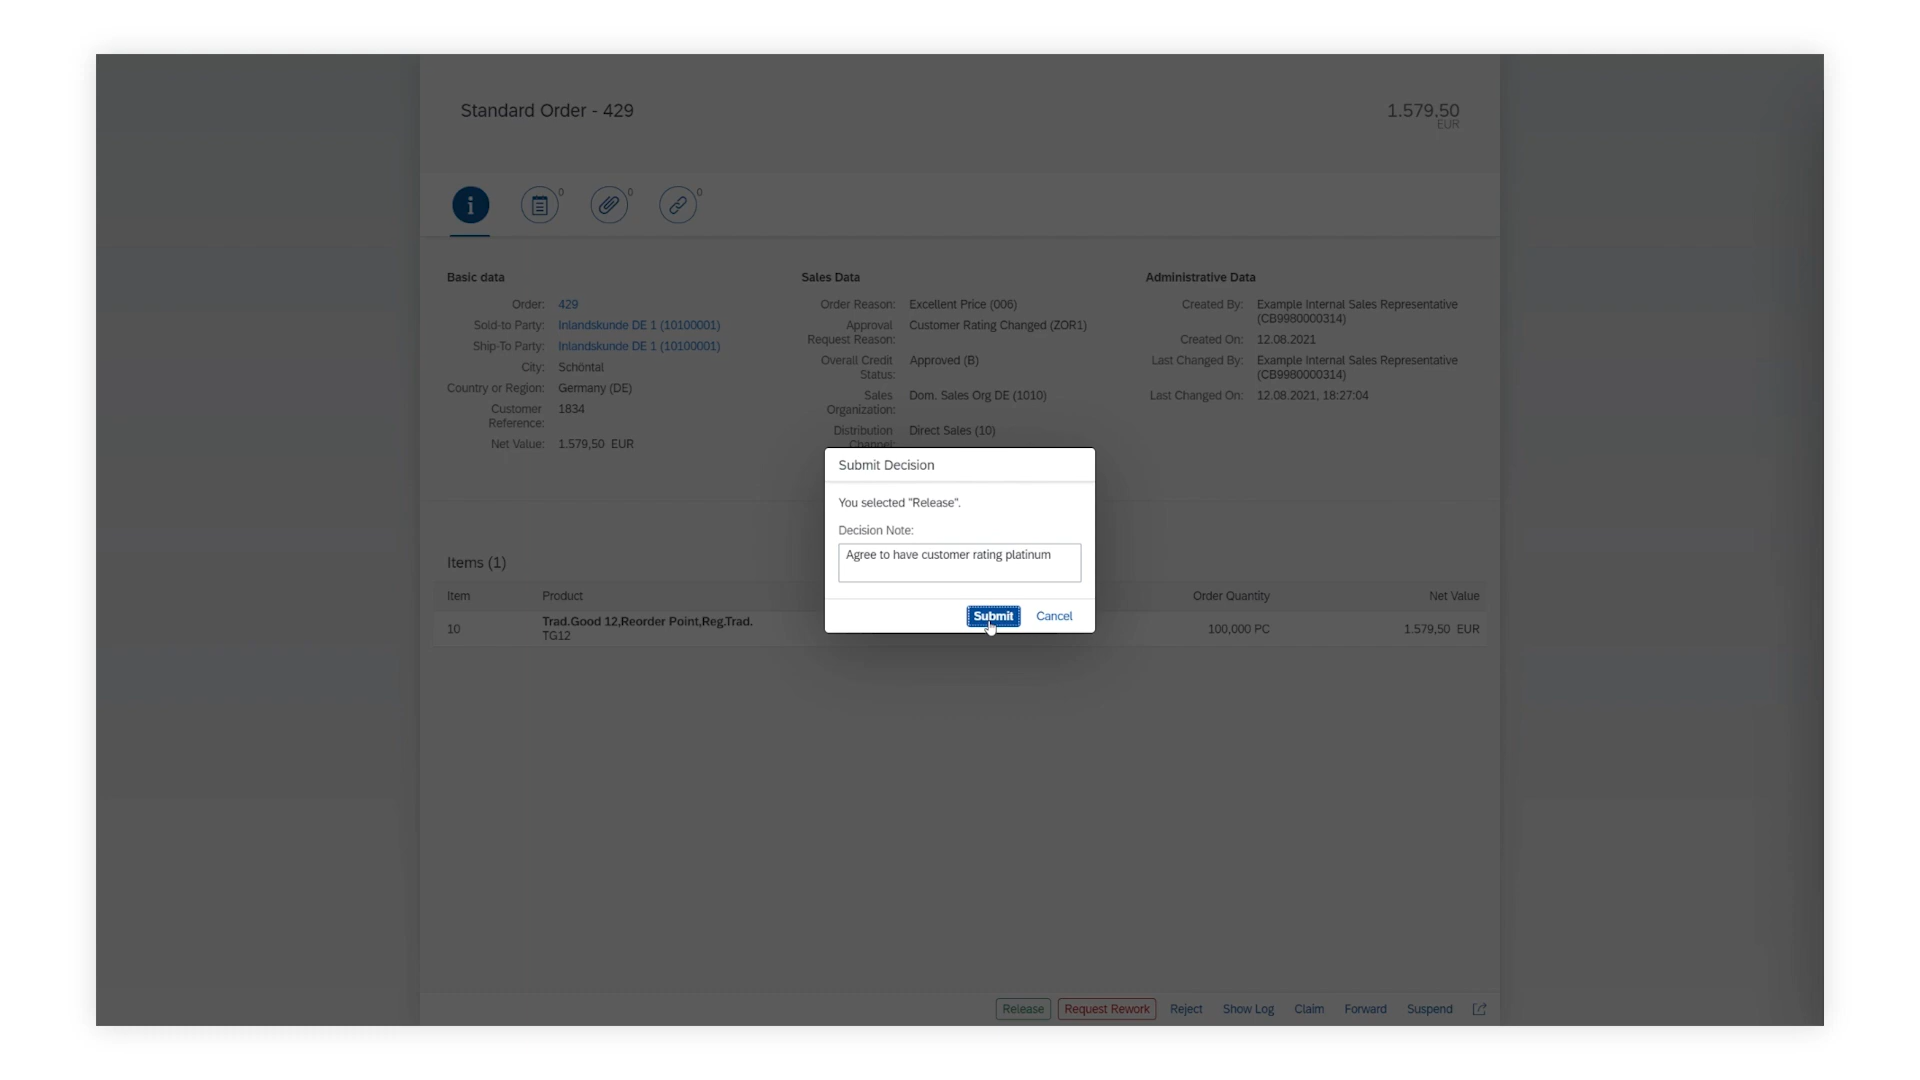 Standard Order - 429
1.579,50
EUR
i
0
0
0
Basic data
Order: 429
Sold-to Party: Inlandskunde DE 1 (10100001)
Ship-To Party: Inlandskunde DE 1 (10100001)
City: Schöntal
Country or Region: Germany (DE)
Customer Reference: 1834
Net Value: 1.579,50 EUR
Sales Data
Order Reason: Excellent Price (006)
Approval Request Reason: Customer Rating Changed (ZOR1)
Overall Credit Status: Approved (B)
Sales Organization: Dom. Sales Org DE (1010)
Distribution Channel: Direct Sales (10)
Administrative Data
Created By: Example Internal Sales Representative (CB9980000314)
Created On: 12.08.2021
Last Changed By: Example Internal Sales Representative (CB9980000314)
Last Changed On: 12.08.2021, 18:27:04
Submit Decision
You selected "Release".
Decision Note:
Agree to have customer rating platinum
Submit Cancel
Items (1)
Item Product Order Quantity Net Value
10 Trad.Good 12,Reorder Point,Reg.Trad. 100,000 PC 1.579,50 EUR
TG12
Release Request Rework Reject Show Log Claim Forward Suspend